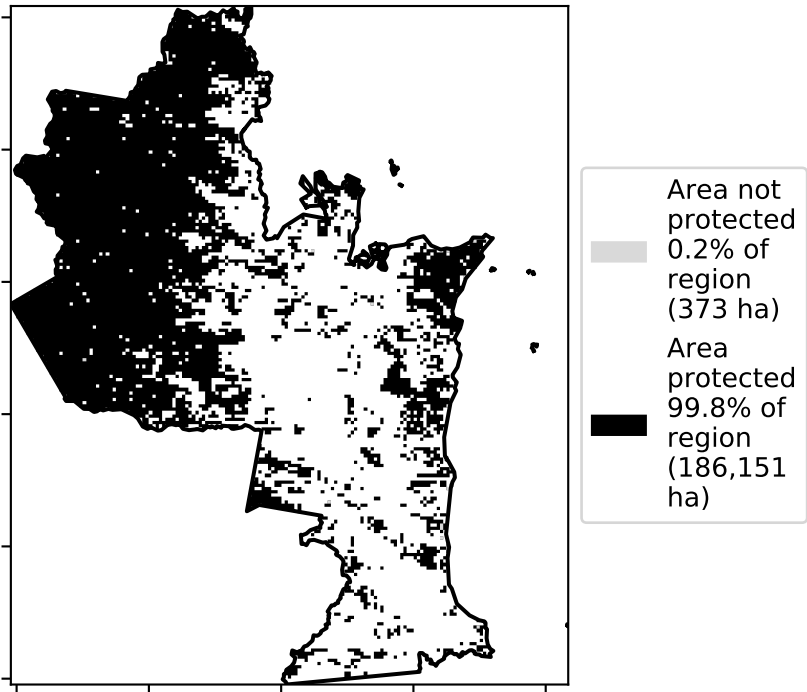 Area not
protected
0.2% of
region
(373 ha)
Area
protected
99.8% of
region
(186,151
ha)